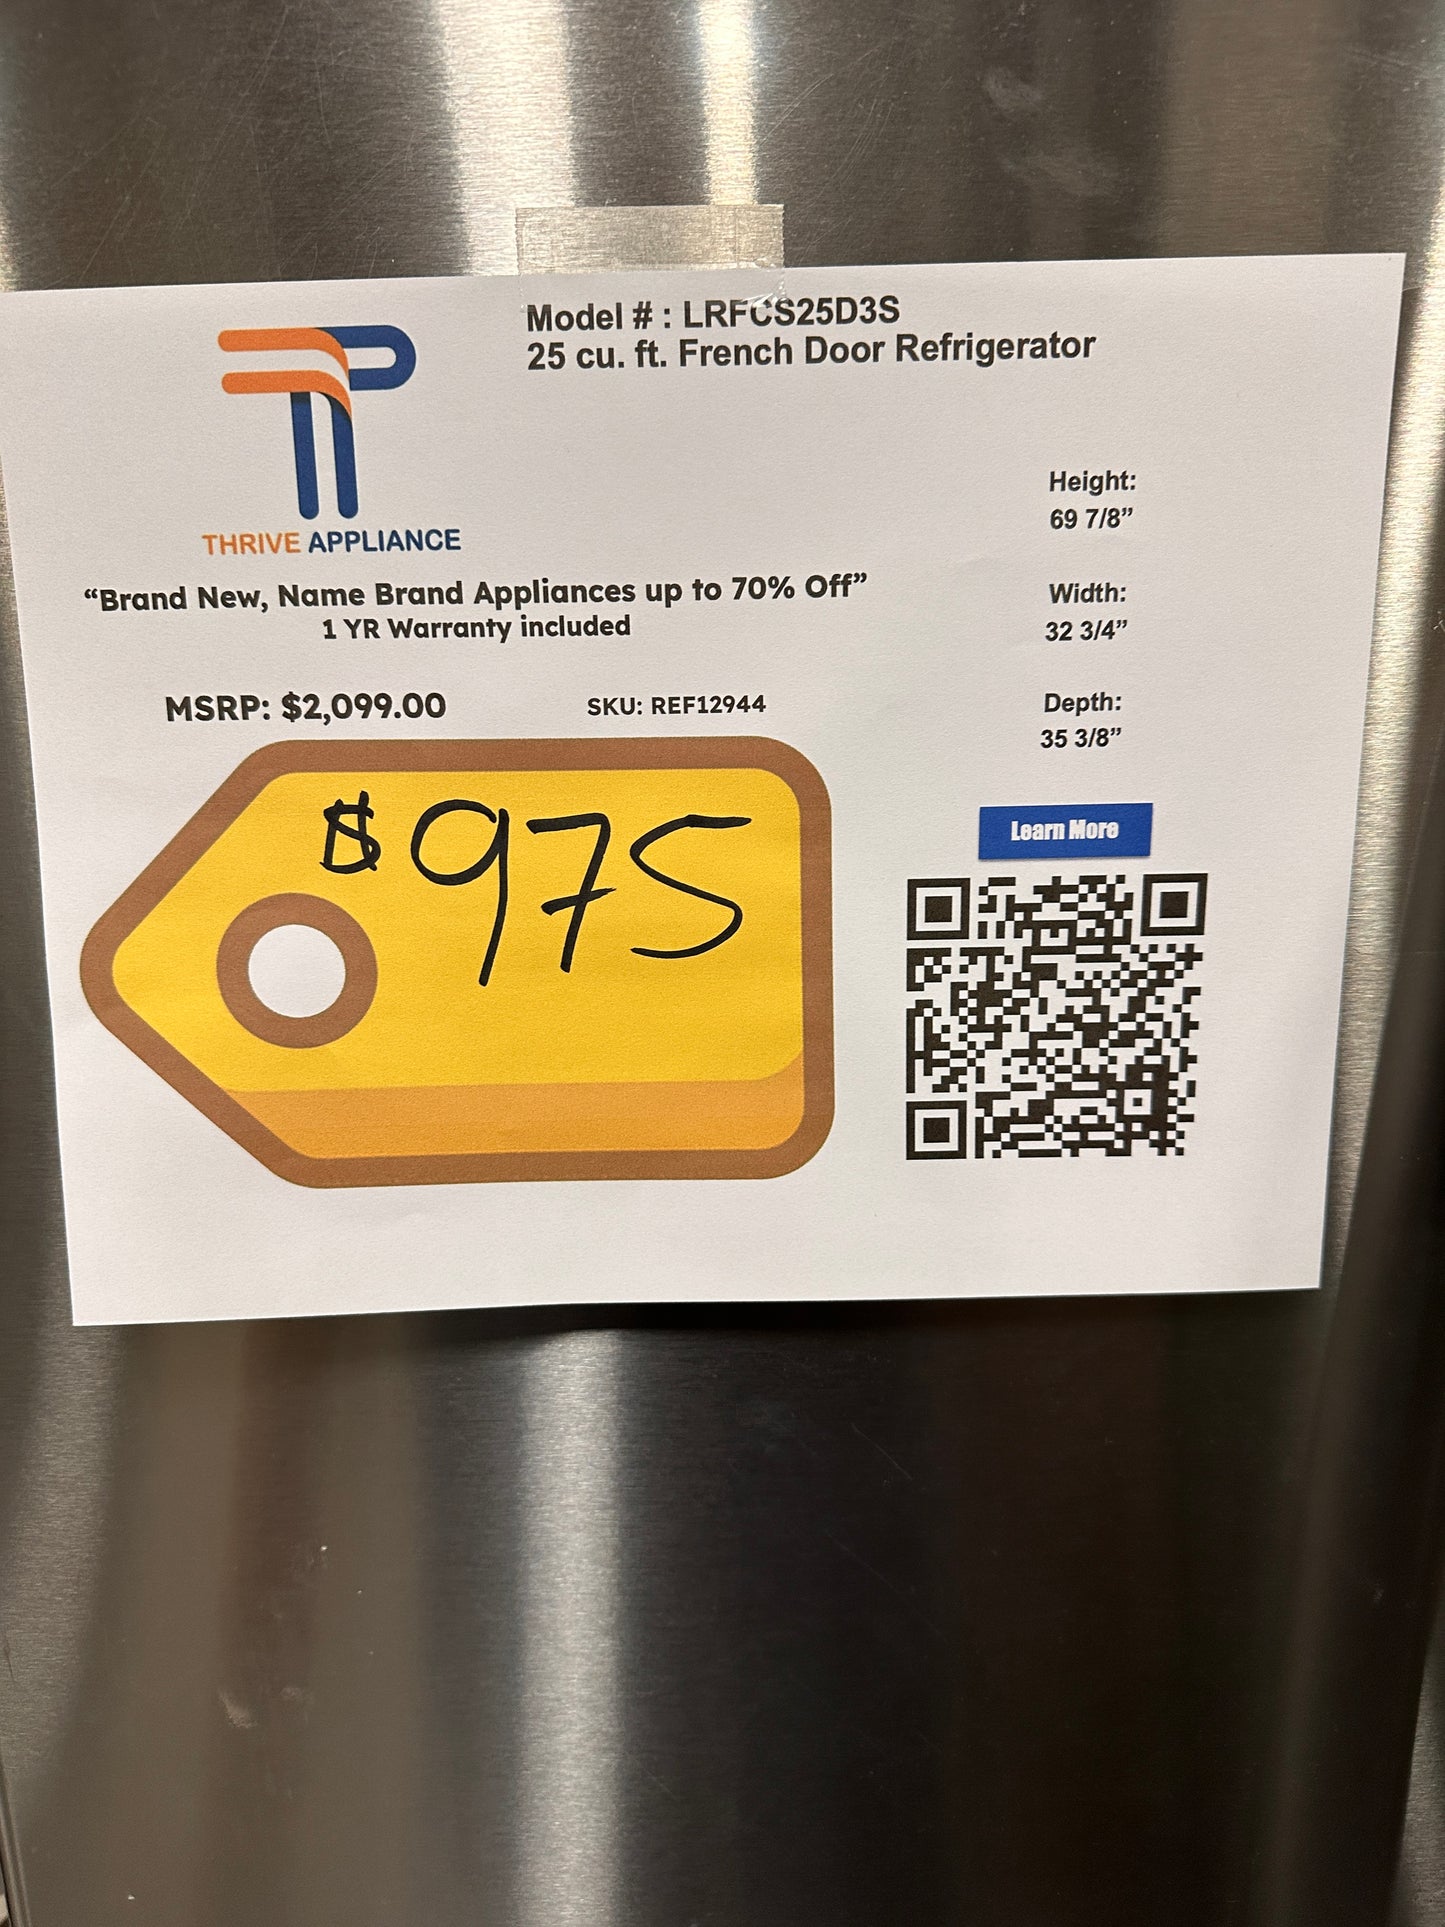 Model # : LRFCS25D3S
25 cu. ft. French Door Refrigerator
THRIVE APPLIANCE
“Brand New, Name Brand Appliances up to 70% Off”
1 YR Warranty included
MSRP: $2,099.00
SKU: REF12944
$975
Height:
69 7/8”
Width:
32 3/4”
Depth:
35 3/8”
Learn More